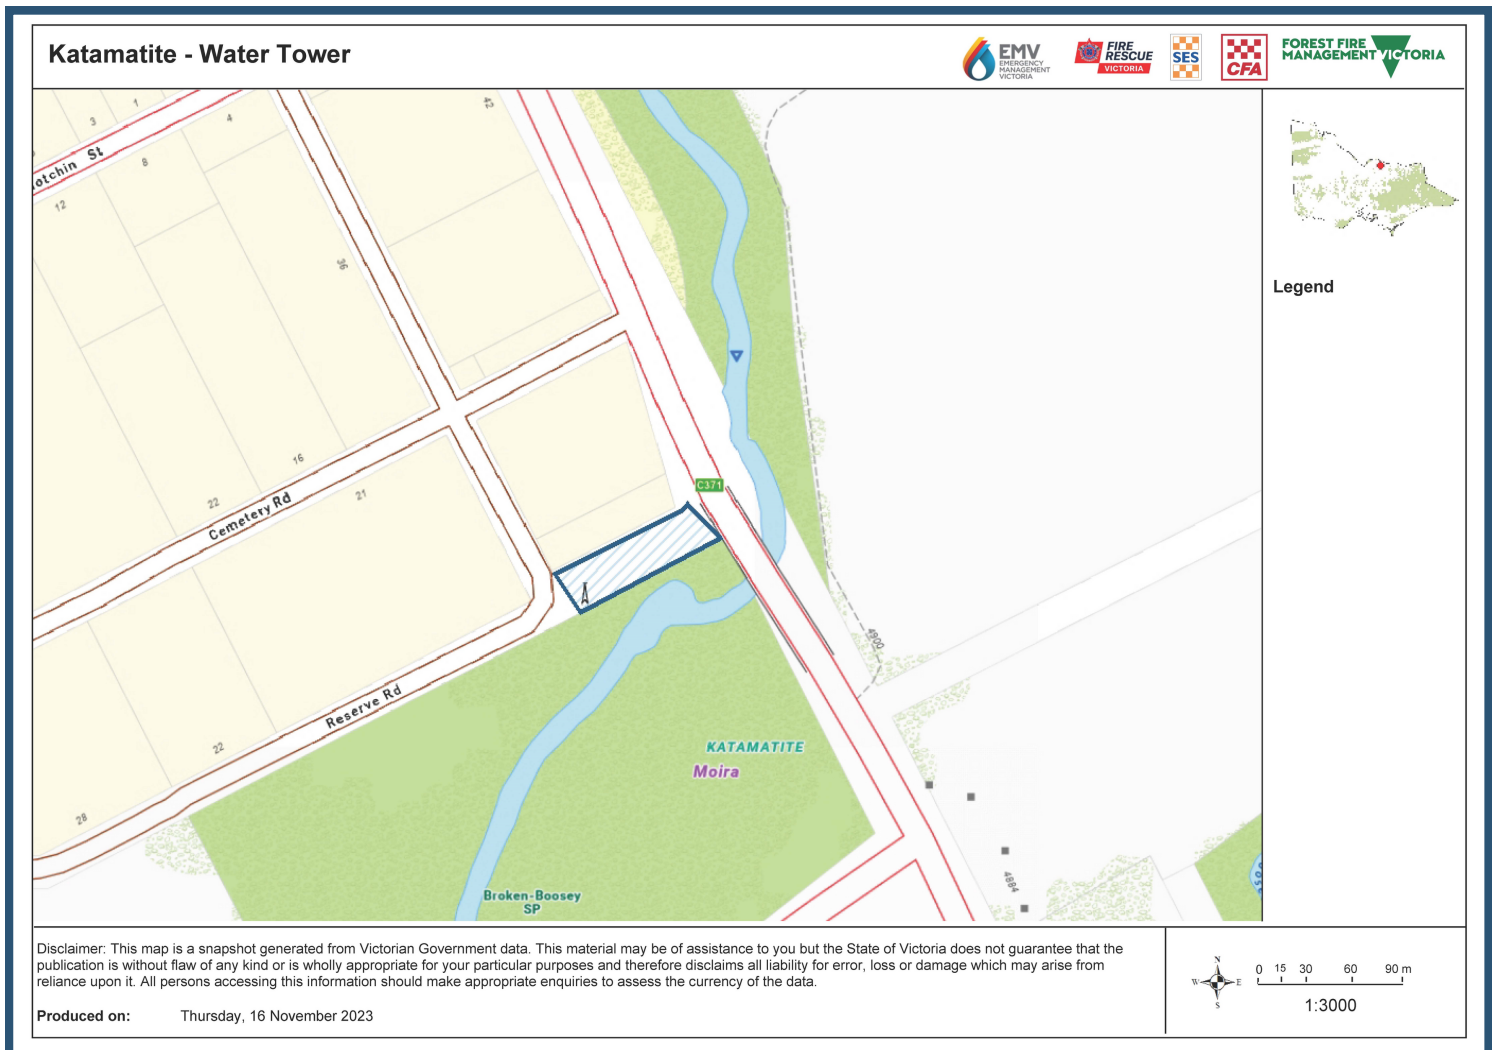 Katamatite - Water Tower
EMV
EMERGENCY
MANAGEMENT
VICTORIA
FIRE
RESCUE
VICTORIA
SES
CFA
FOREST FIRE
MANAGEMENT VICTORIA
1
3
4
42
otchin St
8
12
36
Legend
16
22
21
Cemetery Rd
C371
4900
Reserve Rd
22
KATAMATITE
Moira
28
4884
Broken-Boosey
SP
Disclaimer: This map is a snapshot generated from Victorian Government data. This material may be of assistance to you but the State of Victoria does not guarantee that the
publication is without flaw of any kind or is wholly appropriate for your particular purposes and therefore disclaims all liability for error, loss or damage which may arise from
reliance upon it. All persons accessing this information should make appropriate enquiries to assess the currency of the data.
Produced on: Thursday, 16 November 2023
N
W E
S
0 15 30 60 90 m
1:3000